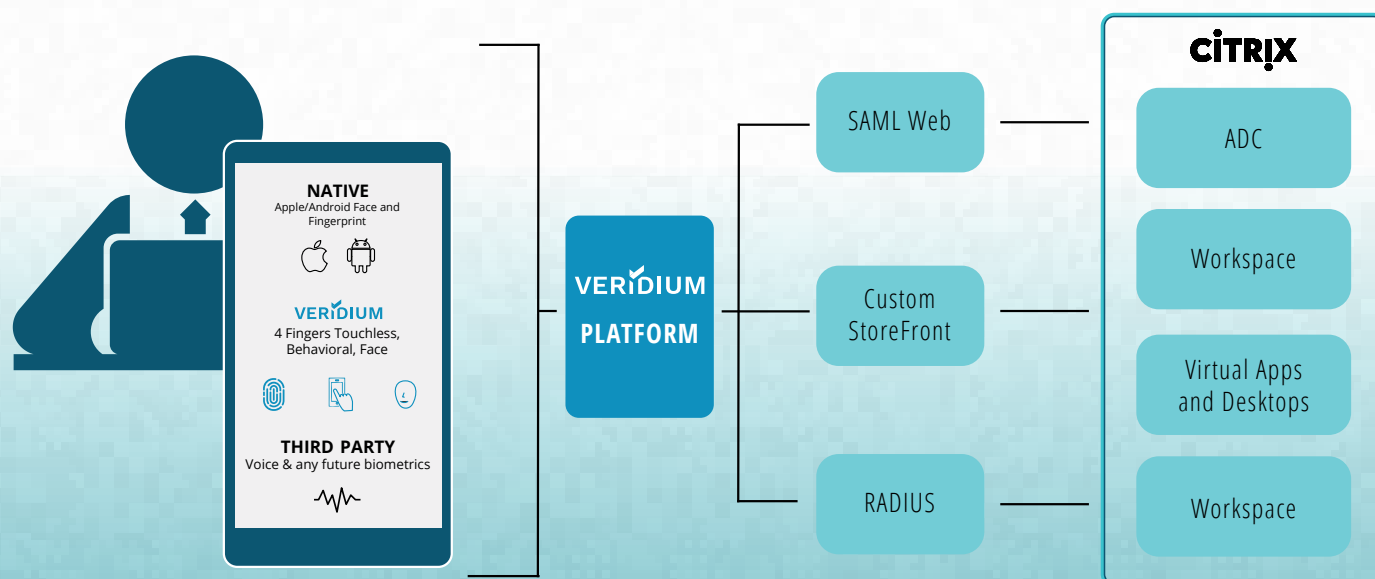 NATIVE
Apple/Android Face and
Fingerprint
VERIDIUM
4 Fingers Touchless,
Behavioral, Face
THIRD PARTY
Voice & any future biometrics
VERIDIUM
PLATFORM
SAML Web
Custom
StoreFront
RADIUS
CITRIX
ADC
Workspace
Virtual Apps
and Desktops
Workspace